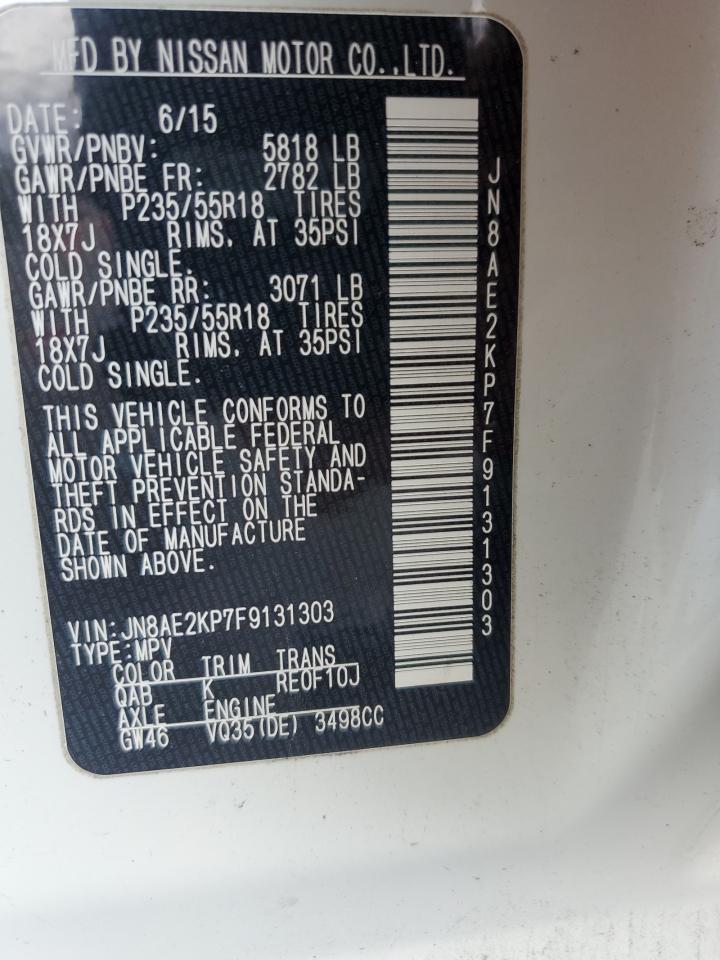 MFD BY NISSAN MOTOR CO.,LTD.
DATE: 6/15
GVWR/PNBV: 5818 LB
GAWR/PNBE FR: 2782 LB
WITH P235/55R18 TIRES
18X7J RIMS, AT 35PSI
COLD SINGLE.
GAWR/PNBE RR: 3071 LB
WITH P235/55R18 TIRES
18X7J RIMS, AT 35PSI
COLD SINGLE.
THIS VEHICLE CONFORMS TO
ALL APPLICABLE FEDERAL
MOTOR VEHICLE SAFETY AND
THEFT PREVENTION STANDA-
RDS IN EFFECT ON THE
DATE OF MANUFACTURE
SHOWN ABOVE.
VIN:JN8AE2KP7F9131303
TYPE:MPV
COLOR TRIM TRANS
QAB K RE0F10J
AXLE ENGINE
GW46 VQ35(DE) 3498CC
JN8AE2KP7F9131303